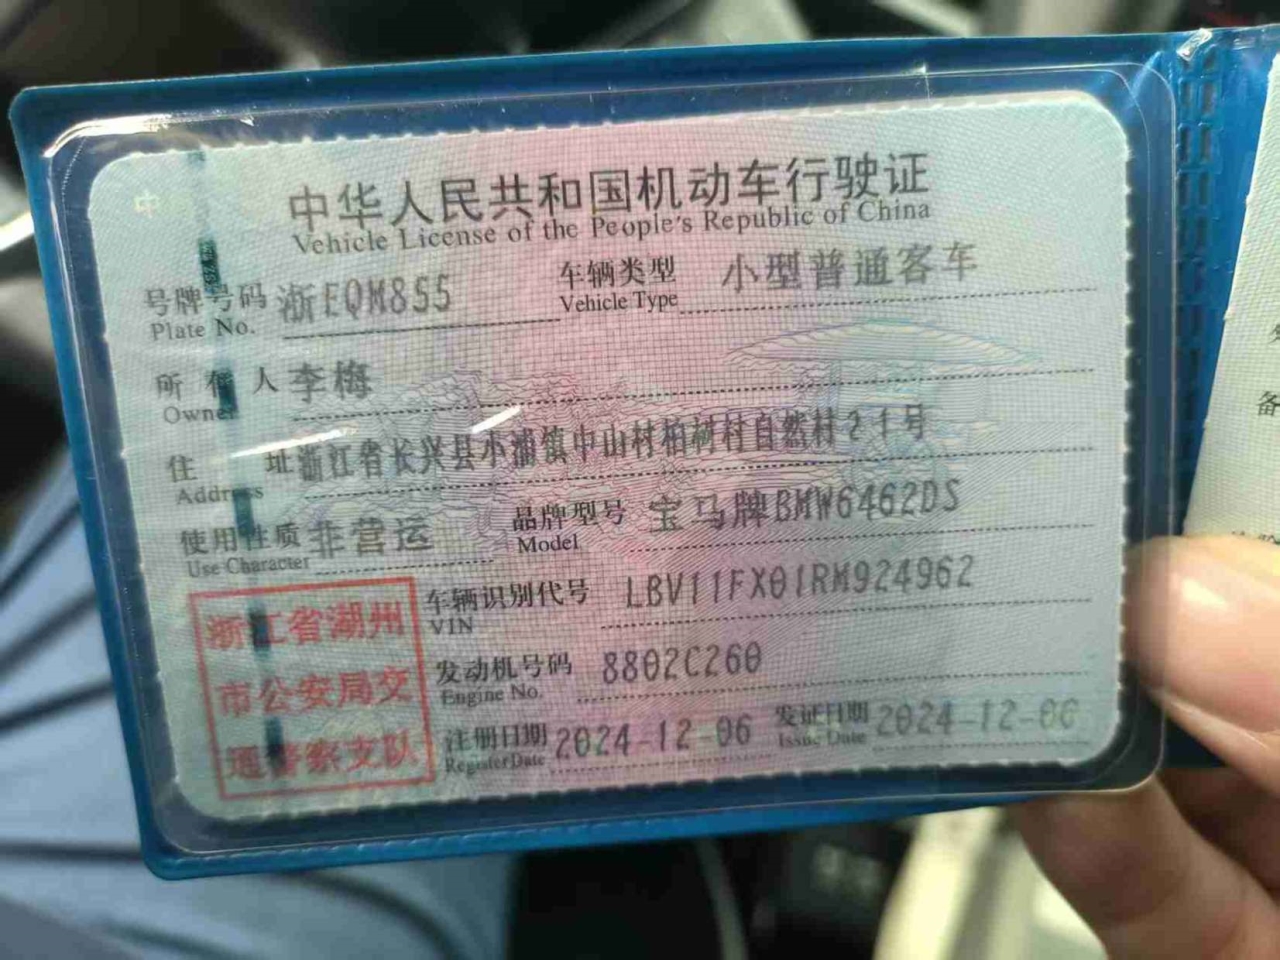 中华人民共和国机动车行驶证
Vehicle License of the People's Republic of China
号牌号码 浙EQM855 车辆类型 小型普通客车
Plate No. Vehicle Type
所有人 李梅
Owner
住址 浙江省长兴县小浦镇中山村柏树村自然村21号
Address
使用性质 非营运 品牌型号 宝马牌BMW6462DS
Use Character Model
车辆识别代号 LBV11FX01RM924962
VIN
发动机号码 8802C260
Engine No.
注册日期 2024-12-06 发证日期 2024-12-06
Register Date Issue Date
浙江省湖州
市公安局交
通警察支队
备